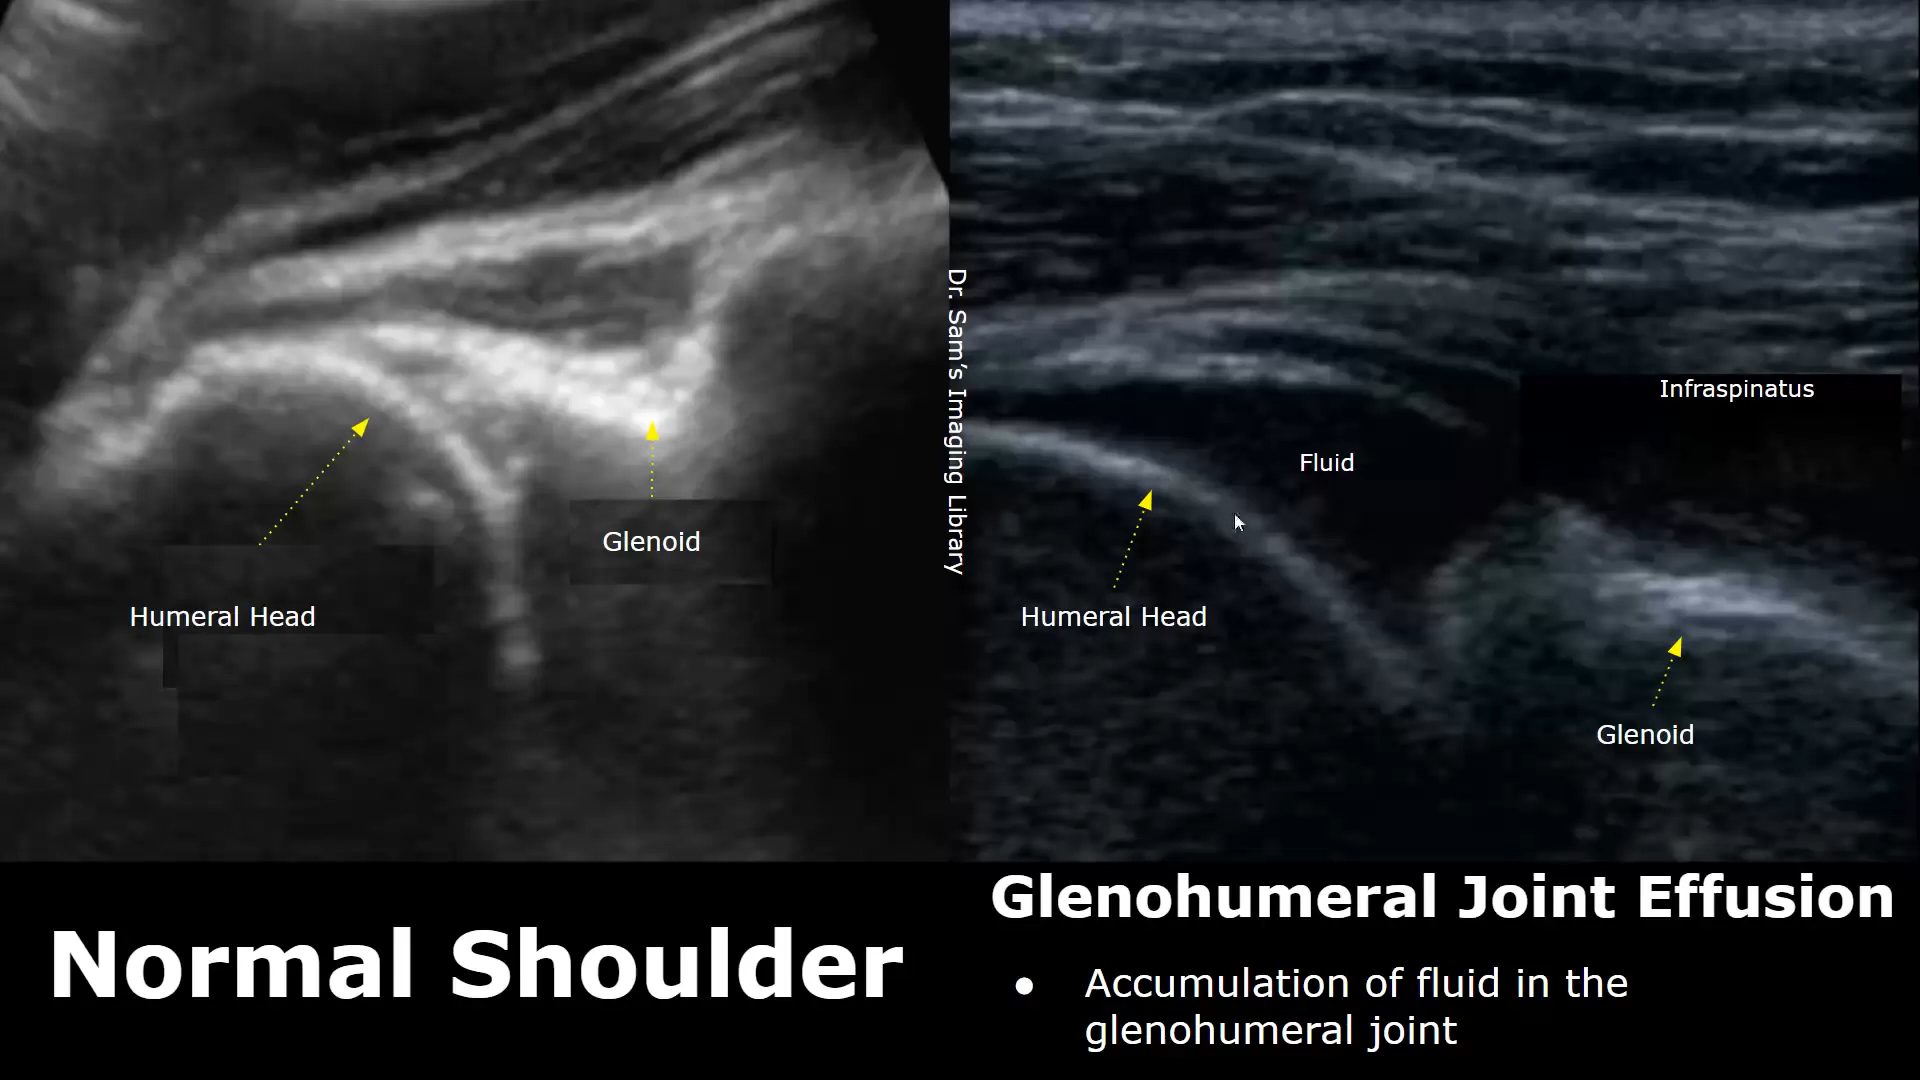 Humeral Head
Glenoid
Dr. Sam's Imaging Library
Infraspinatus
Fluid
Humeral Head
Glenoid
Normal Shoulder
Glenohumeral Joint Effusion
● Accumulation of fluid in the
glenohumeral joint